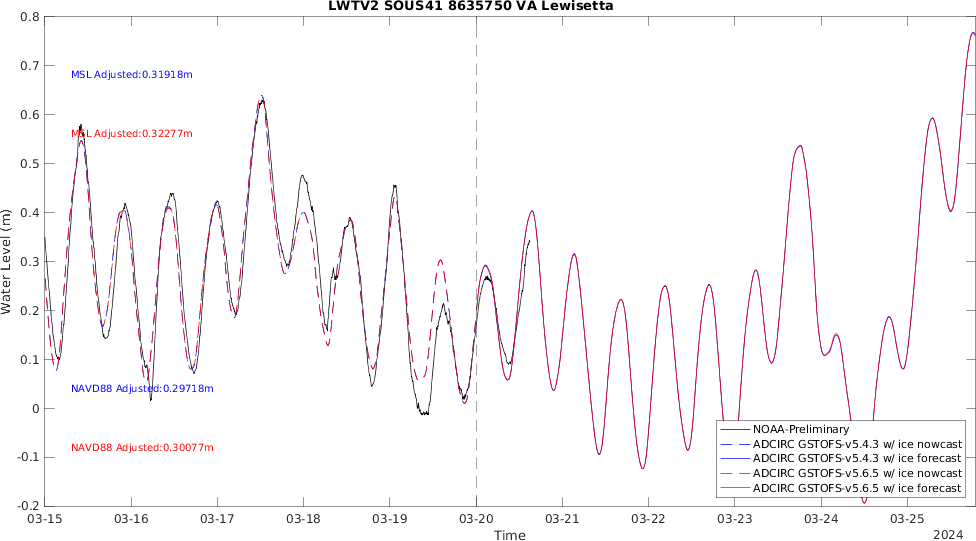 LWTV2 SOUS41 8635750 VA Lewisetta
0.8
0.7
0.6
0.5
0.4
0.3
0.2
0.1
0
-0.1
-0.2
Water Level (m)
MSL Adjusted:0.31918m
MSL Adjusted:0.32277m
NAVD88 Adjusted:0.29718m
NAVD88 Adjusted:0.30077m
NOAA-Preliminary
ADCIRC GSTOFS-v5.4.3 w/ ice nowcast
ADCIRC GSTOFS-v5.4.3 w/ ice forecast
ADCIRC GSTOFS-v5.6.5 w/ ice nowcast
ADCIRC GSTOFS-v5.6.5 w/ ice forecast
03-15 03-16 03-17 03-18 03-19 03-20 03-21 03-22 03-23 03-24 03-25
Time
2024